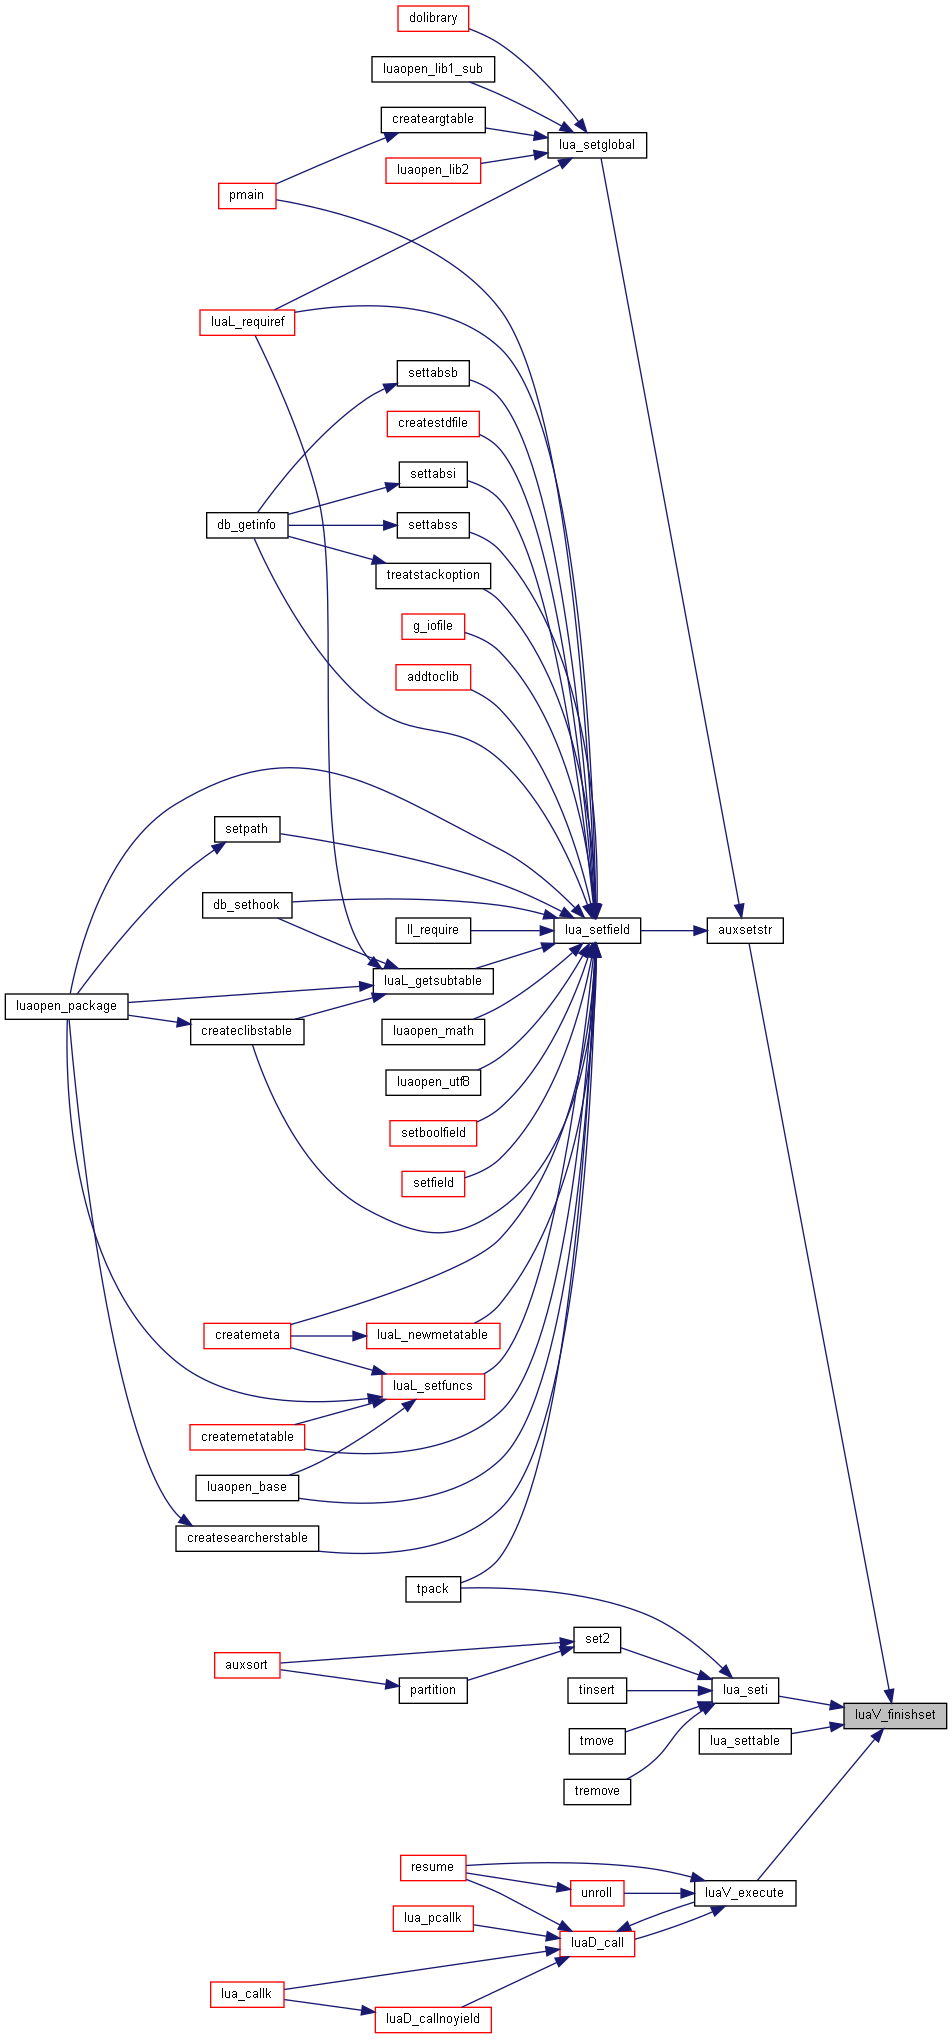 dolibrary
luaopen_lib1_sub
createargtable
lua_setglobal
luaopen_lib2
pmain
luaL_requiref
settabsb
createstdfile
settabsi
db_getinfo
settabss
treatstackoption
g_iofile
addtoclib
setpath
db_sethook
ll_require
lua_setfield
auxsetstr
luaL_getsubtable
luaopen_package
createclibstable
luaopen_math
luaopen_utf8
setboolfield
setfield
createmeta
luaL_newmetatable
luaL_setfuncs
createmetatable
luaopen_base
createsearcherstable
tpack
set2
auxsort
partition
tinsert
lua_seti
luaV_finishset
tmove
lua_settable
tremove
resume
unroll
luaV_execute
lua_pcallk
luaD_call
lua_callk
luaD_callnoyield